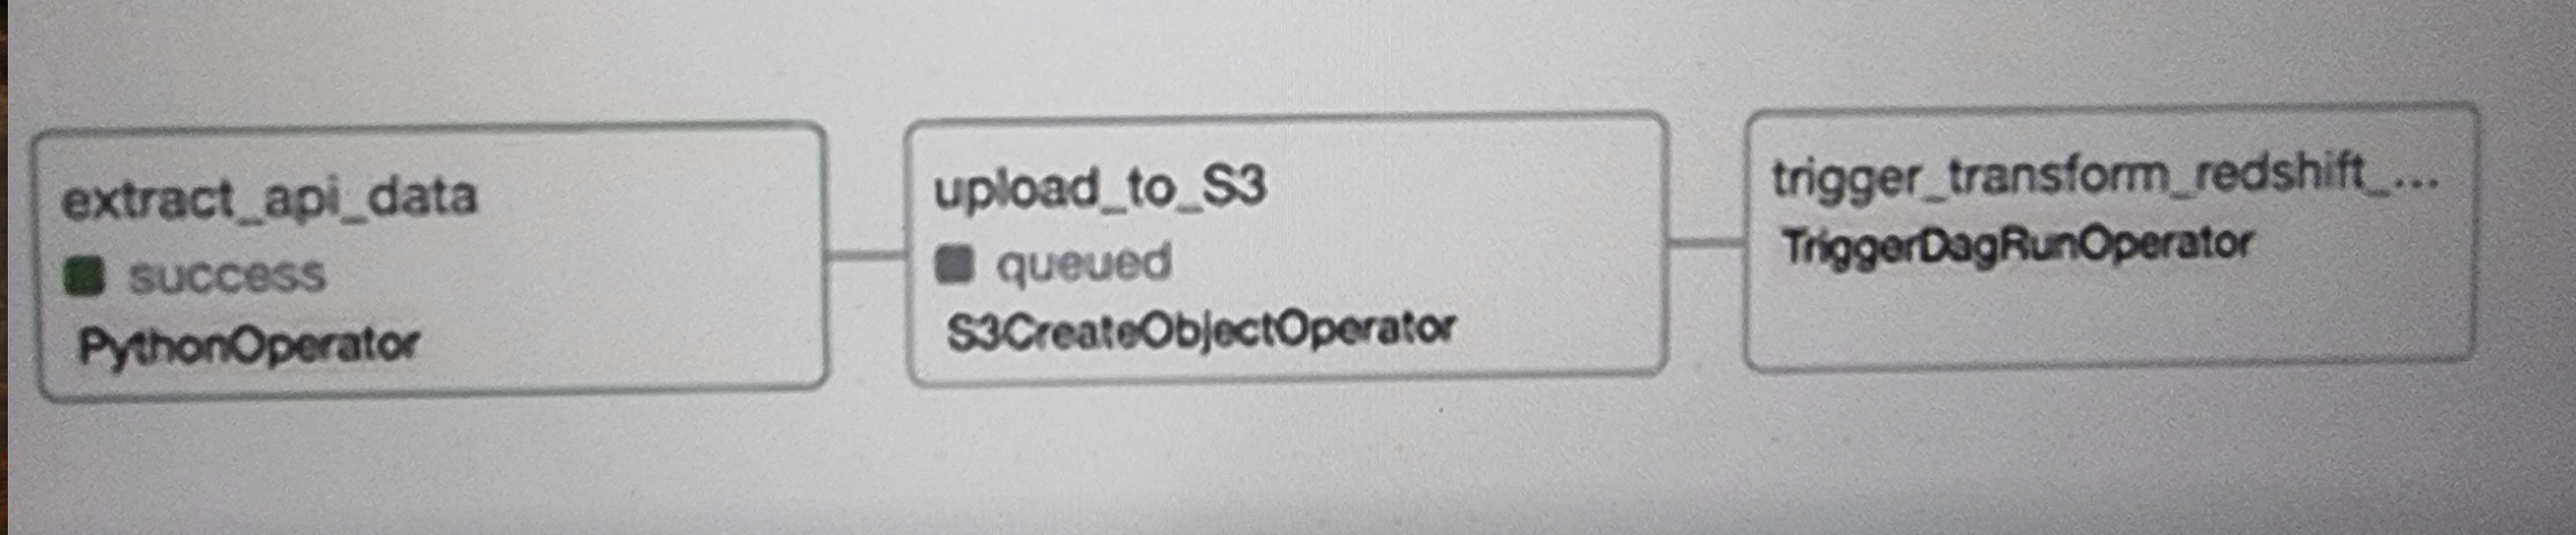 extract_api_data
success
PythonOperator
upload_to_S3
queued
S3CreateObjectOperator
trigger_transform_redshift_...
TriggerDagRunOperator